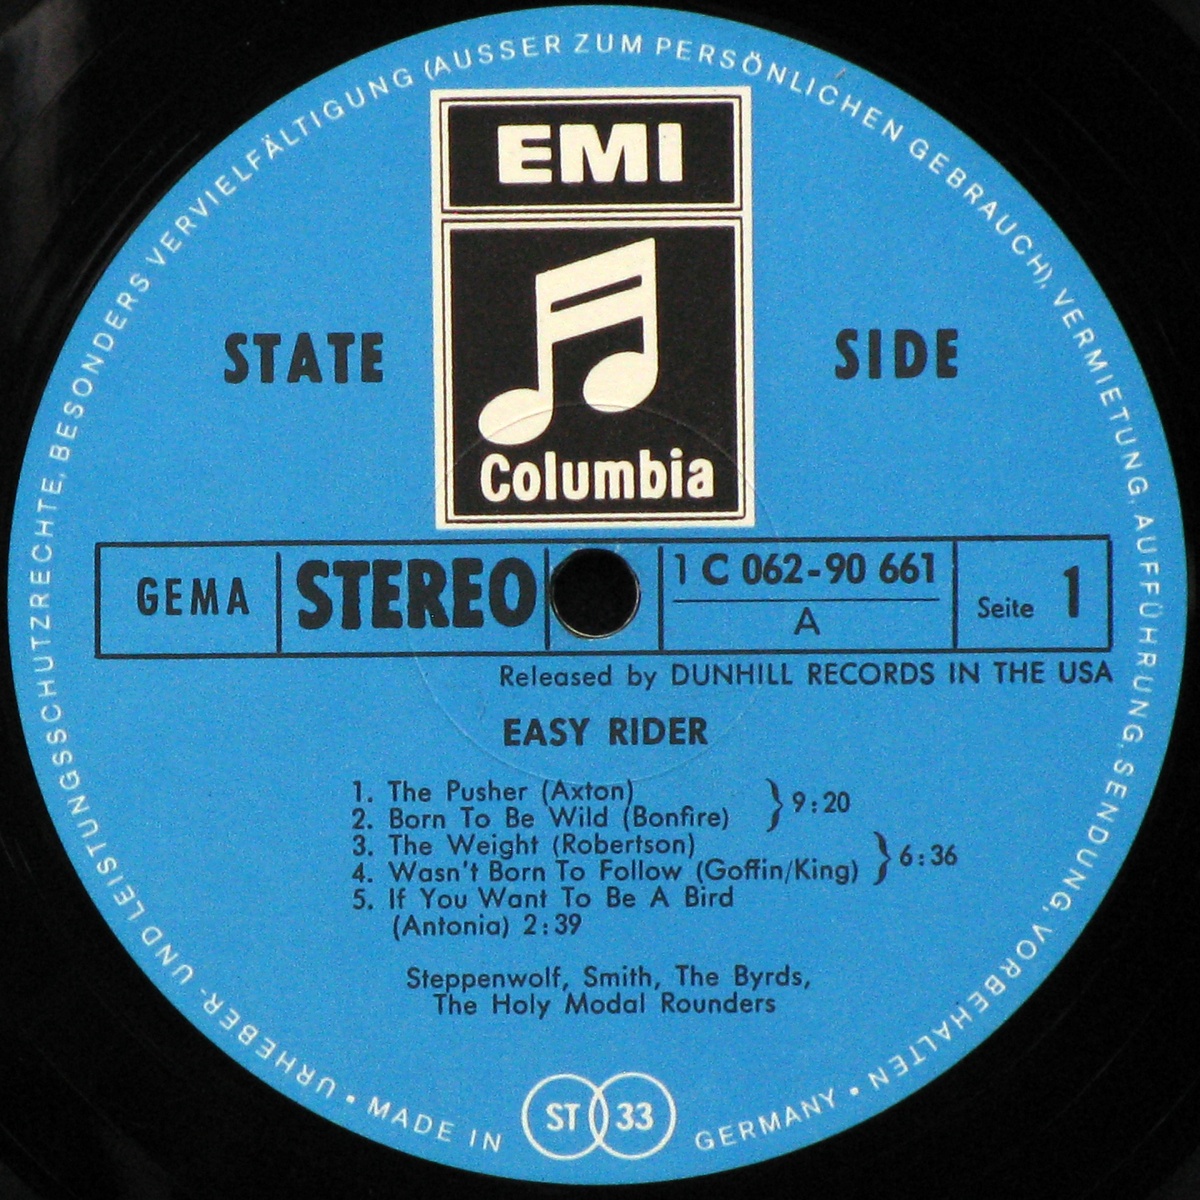 URHEBER- UND LEISTUNGSSCHUTZRECHTE, BESONDERS VERVIELFÄLTIGUNG (AUSSER ZUM PERSÖNLICHEN GEBRAUCH), VERMIETUNG, AUFFÜHRUNG, SENDUNG, VORBEHALTEN •
EMI
STATE SIDE
Columbia
GEMA STEREO 1 C 062-90 661 Seite 1
A
Released by DUNHILL RECORDS IN THE USA
EASY RIDER
1. The Pusher (Axton)
2. Born To Be Wild (Bonfire) } 9:20
3. The Weight (Robertson)
4. Wasn't Born To Follow (Goffin/King) } 6:36
5. If You Want To Be A Bird
(Antonia) 2:39
Steppenwolf, Smith, The Byrds,
The Holy Modal Rounders
• MADE IN ST 33 GERMANY